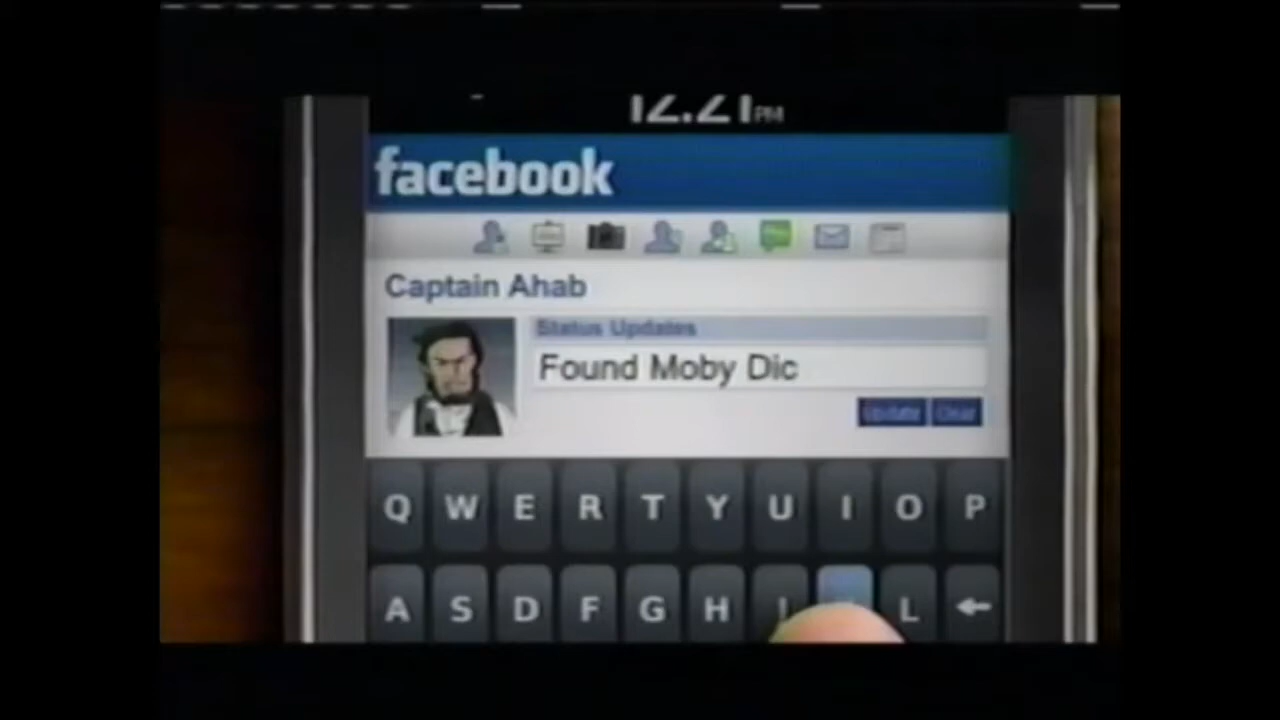 12:21PM
facebook
Captain Ahab
Status Updates
Found Moby Dic
Update Clear
Q W E R T Y U I O P
A S D F G H J L